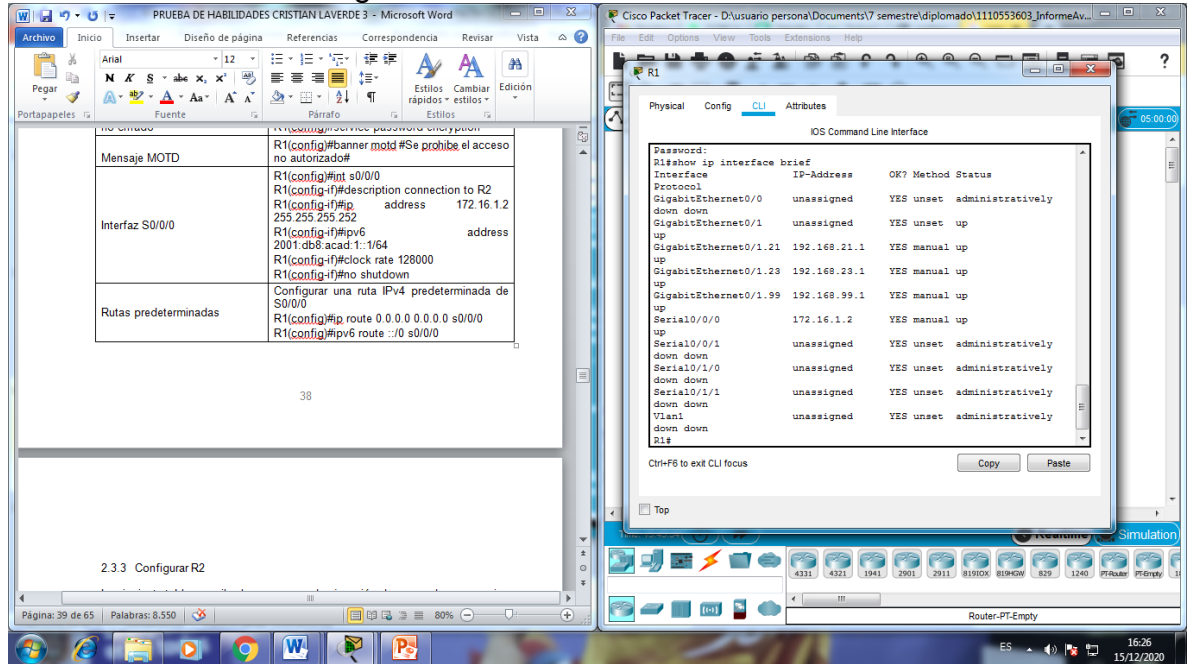 PRUEBA DE HABILIDADES CRISTIAN LAVERDE 3 - Microsoft Word
Archivo Inicio Insertar Diseño de página Referencias Correspondencia Revisar Vista
Pegar
Arial 12
N K S abc x₂ x²
Aa
Estilos rápidos
Cambiar estilos
Edición
Portapapeles Fuente Párrafo Estilos
no cifrado
R1(config)#service password-encryption
Mensaje MOTD
R1(config)#banner motd #Se prohibe el acceso
no autorizado#
Interfaz S0/0/0
R1(config)#int s0/0/0
R1(config-if)#description connection to R2
R1(config-if)#ip address 172.16.1.2
255.255.255.252
R1(config-if)#ipv6 address
2001:db8:acad:1::1/64
R1(config-if)#clock rate 128000
R1(config-if)#no shutdown
Rutas predeterminadas
Configurar una ruta IPv4 predeterminada de
S0/0/0
R1(config)#ip route 0.0.0.0 0.0.0.0 s0/0/0
R1(config)#ipv6 route ::/0 s0/0/0
38
2.3.3 Configurar R2
Página: 39 de 65 Palabras: 8.550 80%
Cisco Packet Tracer - D:\usuario persona\Documents\7 semestre\diplomado\1110553603_InformeAv...
File Edit Options View Tools Extensions Help
R1
Physical Config CLI Attributes
IOS Command Line Interface
Password:
R1#show ip interface brief
Interface IP-Address OK? Method Status
Protocol
GigabitEthernet0/0 unassigned YES unset administratively
down down
GigabitEthernet0/1 unassigned YES unset up
up
GigabitEthernet0/1.21 192.168.21.1 YES manual up
up
GigabitEthernet0/1.23 192.168.23.1 YES manual up
up
GigabitEthernet0/1.99 192.168.99.1 YES manual up
up
Serial0/0/0 172.16.1.2 YES manual up
up
Serial0/0/1 unassigned YES unset administratively
down down
Serial0/1/0 unassigned YES unset administratively
down down
Serial0/1/1 unassigned YES unset administratively
down down
Vlan1 unassigned YES unset administratively
down down
R1#
Ctrl+F6 to exit CLI focus
Copy Paste
Top
05:00:00
Realtime Simulation
4331 4321 1941 2901 2911 819IOX 819HGW 829 1240 PT-Router PT-Empty
Router-PT-Empty
ES
16:26
15/12/2020